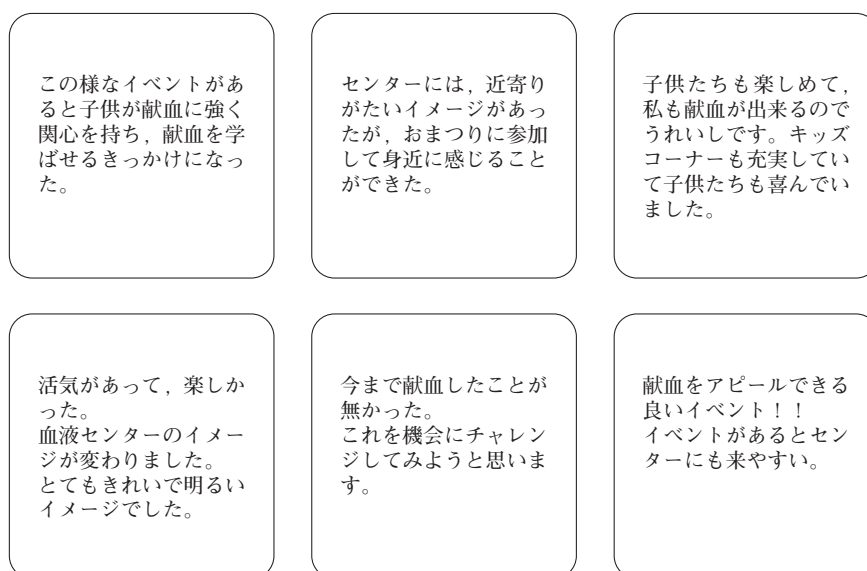 この様なイベントがあ
ると子供が献血に強く
関心を持ち，献血を学
ばせるきっかけになっ
た。
センターには，近寄り
がたいイメージがあっ
たが，おまつりに参加
して身近に感じること
ができた。
子供たちも楽しめて，
私も献血が出来るので
うれいしです。キッズ
コーナーも充実してい
て子供たちも喜んでい
ました。
活気があって，楽しか
った。
血液センターのイメー
ジが変わりました。
とてもきれいで明るい
イメージでした。
今まで献血したことが
無かった。
これを機会にチャレン
ジしてみようと思いま
す。
献血をアピールできる
良いイベント！！
イベントがあるとセン
ターにも来やすい。